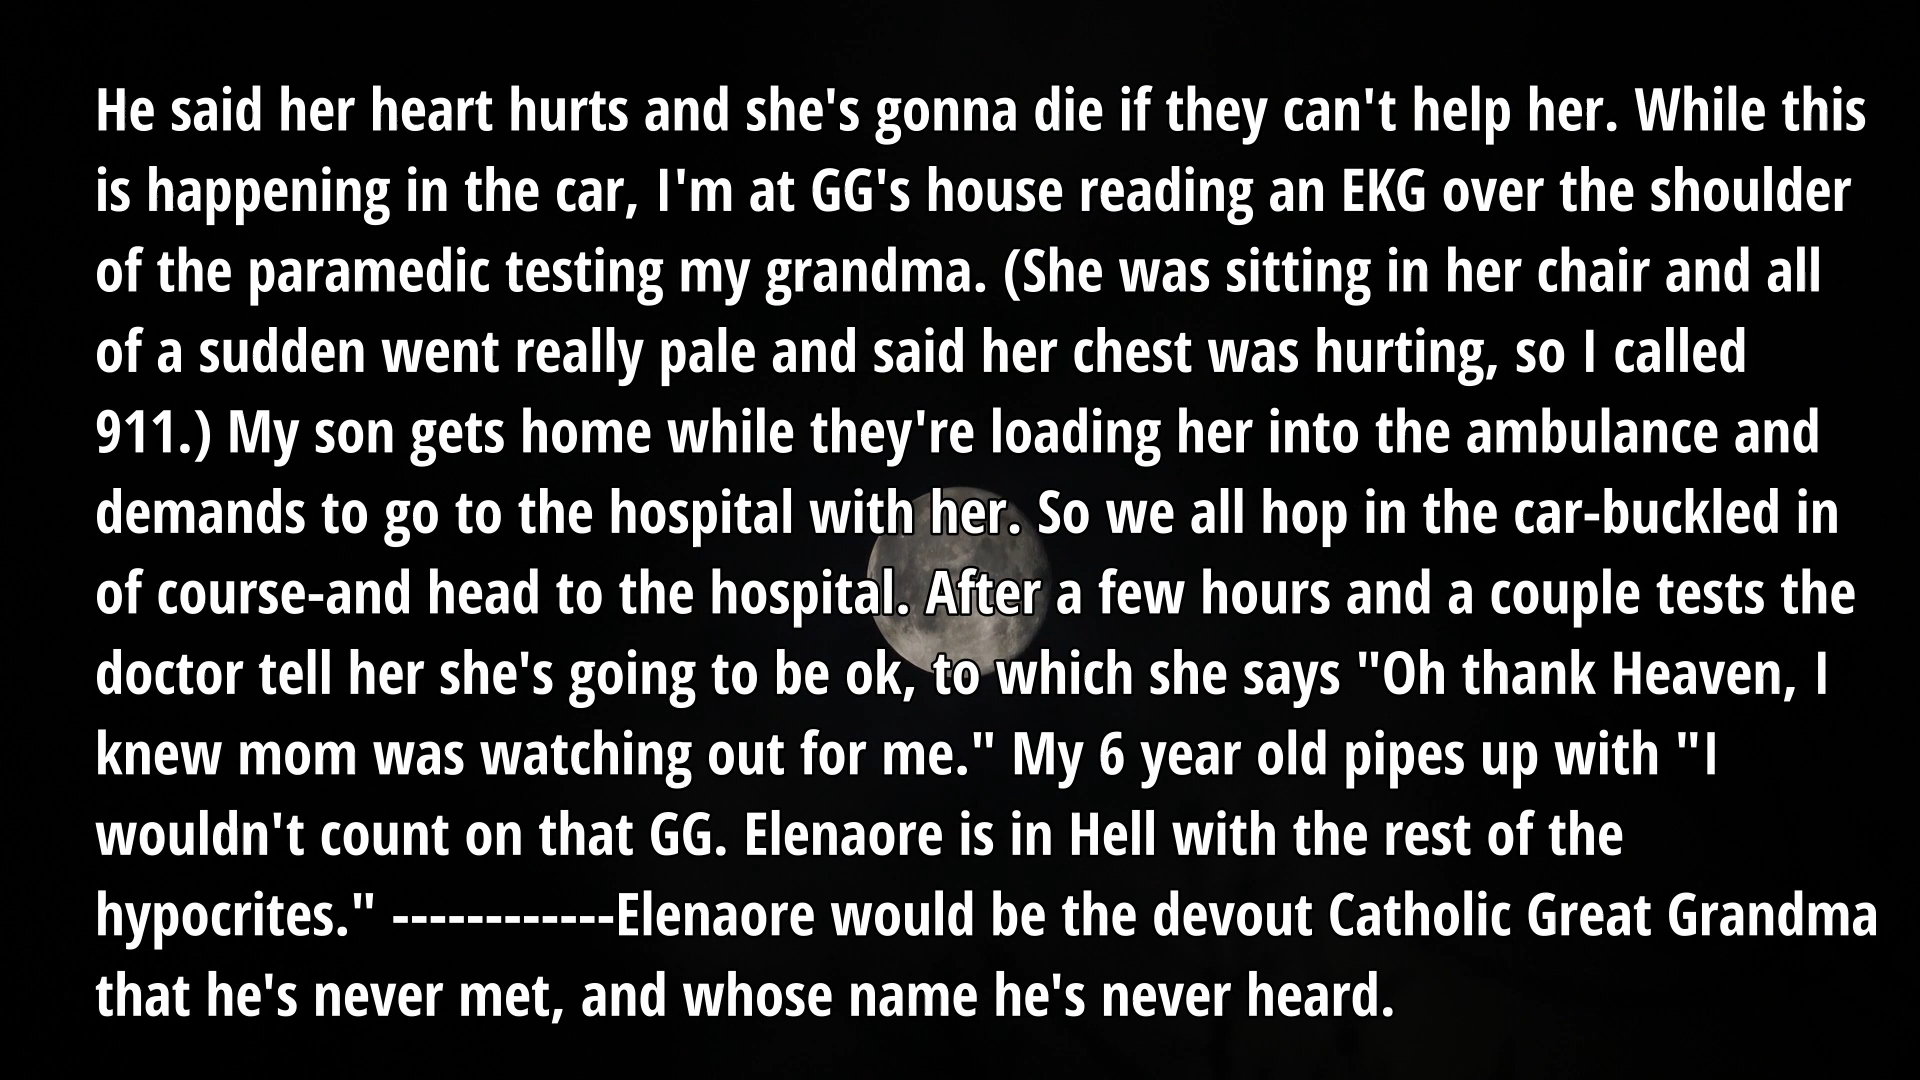 He said her heart hurts and she's gonna die if they can't help her. While this
is happening in the car, I'm at GG's house reading an EKG over the shoulder
of the paramedic testing my grandma. (She was sitting in her chair and all
of a sudden went really pale and said her chest was hurting, so I called
911.) My son gets home while they're loading her into the ambulance and
demands to go to the hospital with her. So we all hop in the car-buckled in
of course-and head to the hospital. After a few hours and a couple tests the
doctor tell her she's going to be ok, to which she says "Oh thank Heaven, I
knew mom was watching out for me." My 6 year old pipes up with "I
wouldn't count on that GG. Elenaore is in Hell with the rest of the
hypocrites." ------------Elenaore would be the devout Catholic Great Grandma
that he's never met, and whose name he's never heard.